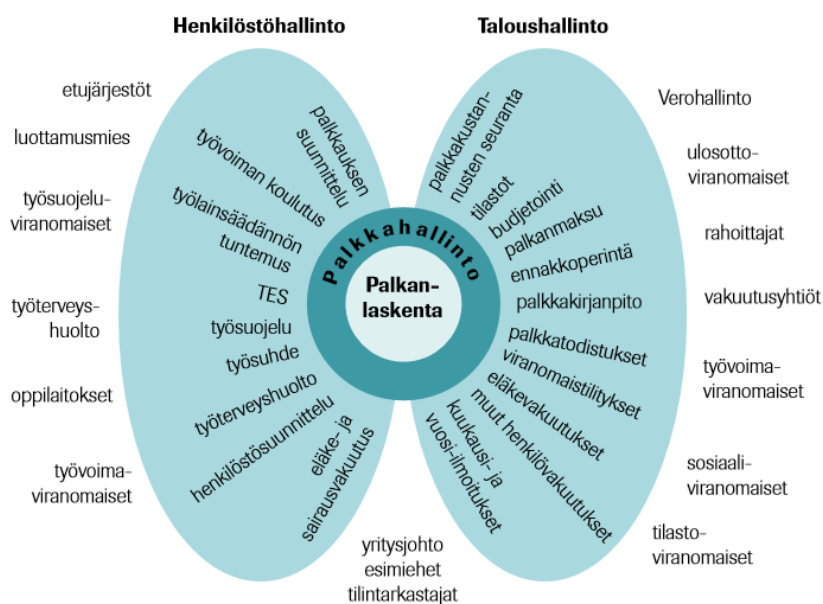 Henkilöstöhallinto
Taloushallinto
etujärjestöt
luottamusmies
työsuojelu-
viranomaiset
työterveys-
huolto
oppilaitokset
työvoima-
viranomaiset
palkkauksen
suunnittelu
työvoiman koulutus
työlainsäädännön
tuntemus
TES
työsuojelu
työsuhde
työterveyshuolto
henkilöstösuunnittelu
eläke- ja
sairausvakuutus
Palkkahallinto
Palkan-
laskenta
palkkakustan-
nusten seuranta
tilastot
budjetointi
palkanmaksu
ennakkoperintä
palkkakirjanpito
palkkatodistukset
viranomaistilitykset
eläkevakuutukset
muut henkilövakuutukset
kuukausi- ja
vuosi-ilmoitukset
Verohallinto
ulosotto-
viranomaiset
rahoittajat
vakuutusyhtiöt
työvoima-
viranomaiset
sosiaali-
viranomaiset
tilasto-
viranomaiset
yritysjohto
esimiehet
tilintarkastajat